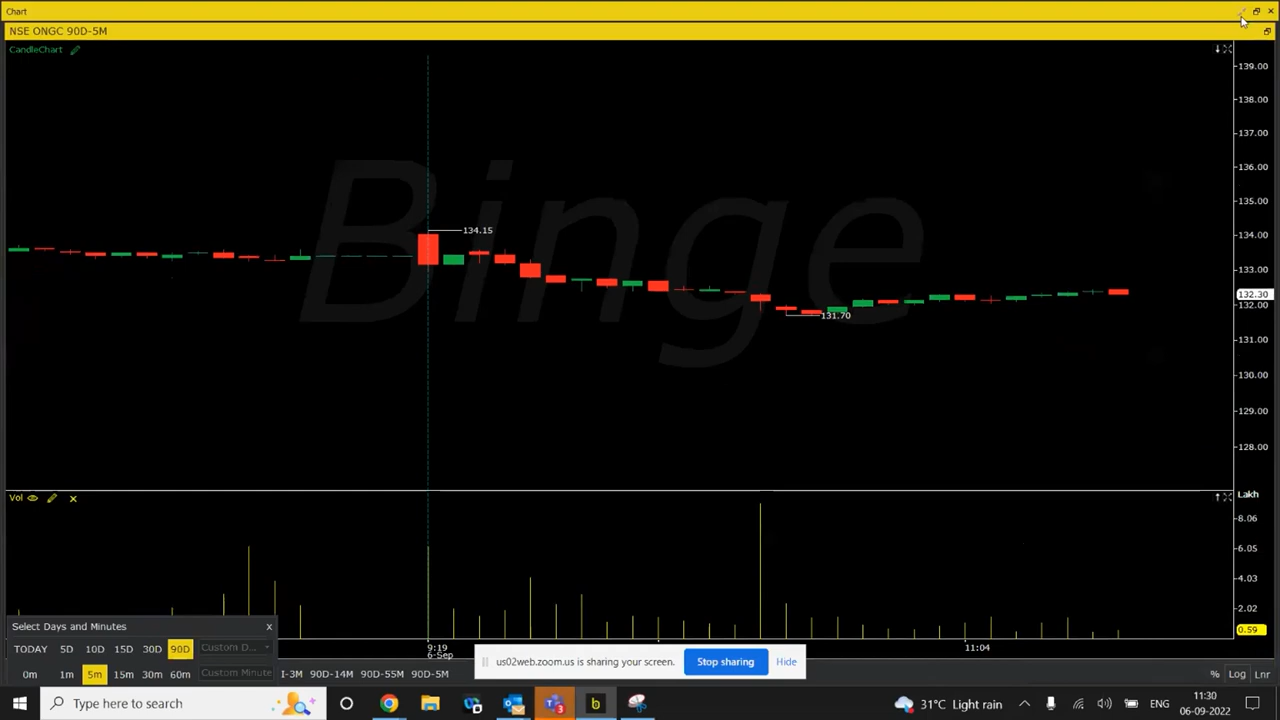 Chart
NSE ONGC 90D-5M
CandleChart
Binge
139.00
138.00
137.00
136.00
135.00
134.00
133.00
132.30
132.00
131.00
130.00
129.00
128.00
134.15
131.70
Vol
Lakh
8.06
6.05
4.03
2.02
0.59
Select Days and Minutes
TODAY 5D 10D 15D 30D 90D Custom D...
0m 1m 5m 15m 30m 60m Custom Minute
9:19
6-Sep
11:04
I-3M 90D-14M 90D-55M 90D-5M
% Log Lnr
us02web.zoom.us is sharing your screen. Stop sharing Hide
Type here to search
31°C Light rain
ENG
11:30
06-09-2022